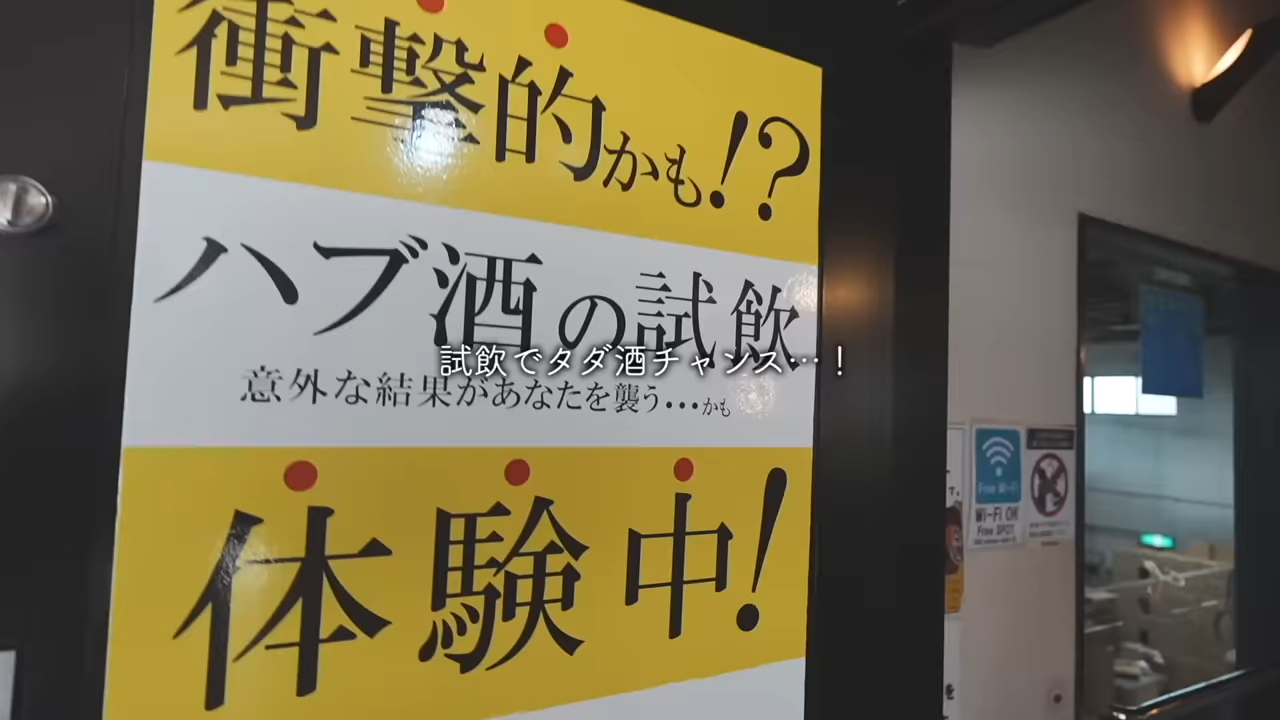 衝撃的かも!?
ハブ酒の試飲
試飲でタダ酒チャンス…！
意外な結果があなたを襲う・・・かも
体験中!
Free Wi-Fi
Wi-Fi OK
Free SPOT